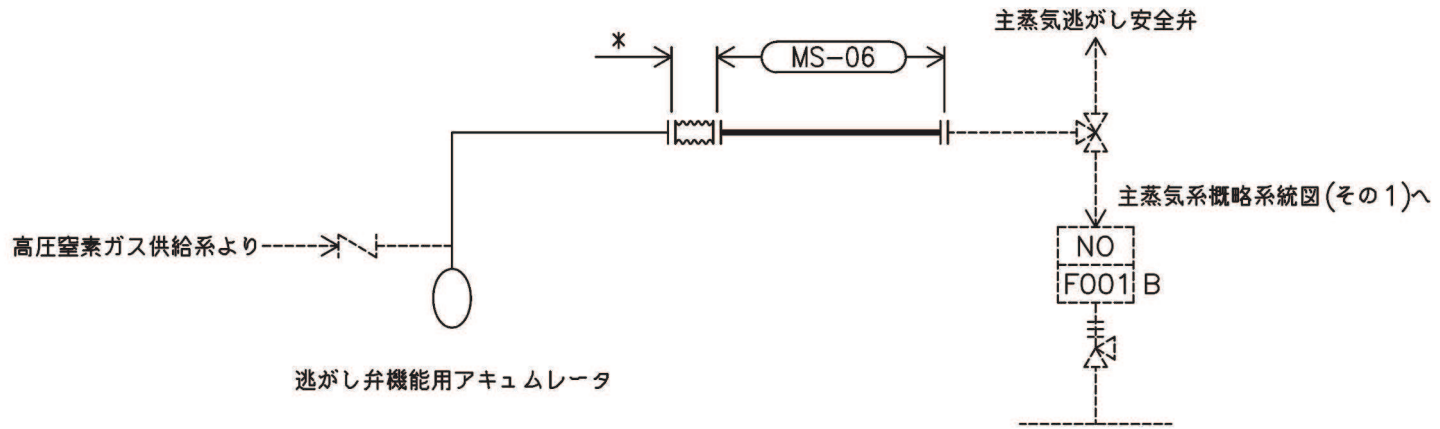 主蒸気逃がし安全弁
*
MS-06
主蒸気系概略系統図(その1)へ
高圧窒素ガス供給系より
NO
F001 B
逃がし弁機能用アキュムレータ